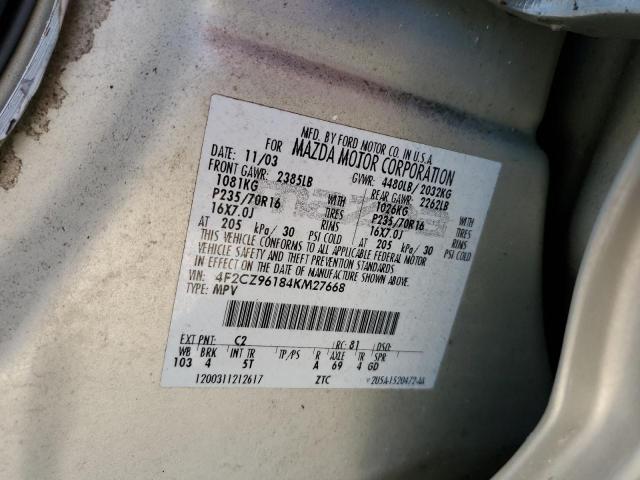 MFD. BY FORD MOTOR CO. IN U.S.A.
FOR MAZDA MOTOR CORPORATION
DATE: 11/03 GVWR: 4480LB/2032KG
FRONT GAWR: 2385LB REAR GAWR: 2262LB
1081KG WITH 1026KG WITH
P235/70R16 TIRES P235/70R16 TIRES
16X7.0J RIMS 16X7.0J RIMS
AT 205 kPa/30 PSI COLD AT 205 kPa/30 PSI COLD
THIS VEHICLE CONFORMS TO ALL APPLICABLE FEDERAL MOTOR
VEHICLE SAFETY AND THEFT PREVENTION STANDARDS
IN EFFECT ON THE DATE OF MANUFACTURE SHOWN ABOVE.
VIN: 4F2CZ96184KM27668
TYPE: MPV
EXT PNT: C2 RC: 81 DSO:
WB BRK INT TR TP/PS R AXLE TR SPR
103 4 5T A 69 4 GD
1200311212617 ZTC